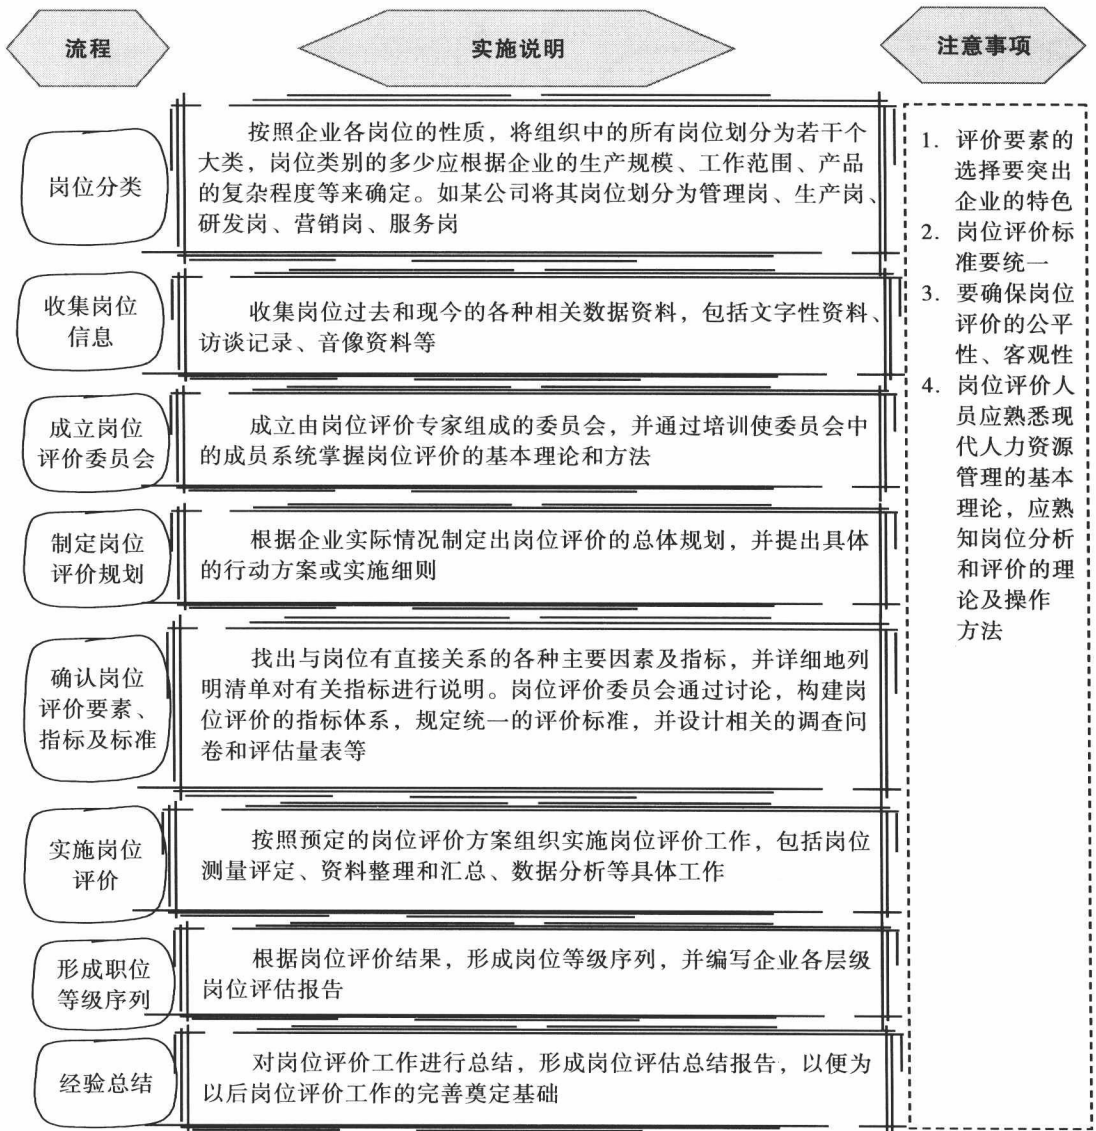 流程
实施说明
注意事项
岗位分类
按照企业各岗位的性质，将组织中的所有岗位划分为若干个
大类，岗位类别的多少应根据企业的生产规模、工作范围、产品
的复杂程度等来确定。如某公司将其岗位划分为管理岗、生产岗、
研发岗、营销岗、服务岗
收集岗位
信息
收集岗位过去和现今的各种相关数据资料，包括文字性资料、
访谈记录、音像资料等
成立岗位
评价委员会
成立由岗位评价专家组成的委员会，并通过培训使委员会中
的成员系统掌握岗位评价的基本理论和方法
制定岗位
评价规划
根据企业实际情况制定出岗位评价的总体规划，并提出具体
的行动方案或实施细则
确认岗位
评价要素、
指标及标准
找出与岗位有直接关系的各种主要因素及指标，并详细地列
明清单对有关指标进行说明。岗位评价委员会通过讨论，构建岗
位评价的指标体系，规定统一的评价标准，并设计相关的调查问
卷和评估量表等
实施岗位
评价
按照预定的岗位评价方案组织实施岗位评价工作，包括岗位
测量评定、资料整理和汇总、数据分析等具体工作
形成职位
等级序列
根据岗位评价结果，形成岗位等级序列，并编写企业各层级
岗位评估报告
经验总结
对岗位评价工作进行总结，形成岗位评估总结报告，以便为
以后岗位评价工作的完善奠定基础
1. 评价要素的
选择要突出
企业的特色
2. 岗位评价标
准要统一
3. 要确保岗位
评价的公平
性、客观性
4. 岗位评价人
员应熟悉现
代人力资源
管理的基本
理论，应熟
知岗位分析
和评价的理
论及操作
方法